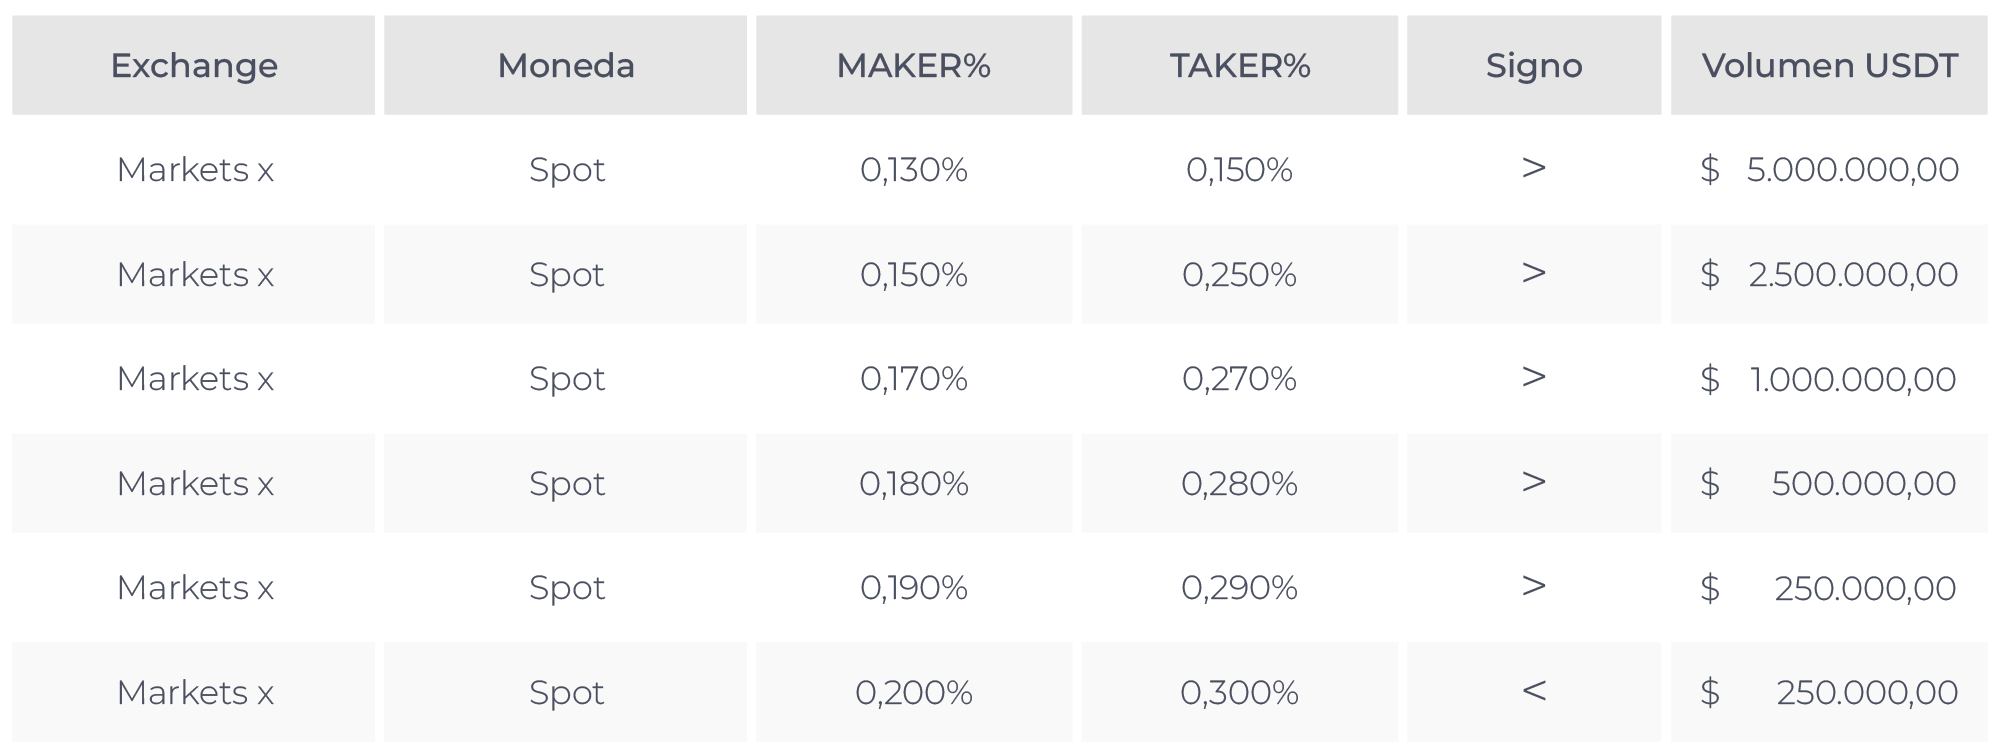 Exchange Moneda MAKER% TAKER% Signo Volumen USDT
Markets x Spot 0,130% 0,150% > $ 5.000.000,00
Markets x Spot 0,150% 0,250% > $ 2.500.000,00
Markets x Spot 0,170% 0,270% > $ 1.000.000,00
Markets x Spot 0,180% 0,280% > $ 500.000,00
Markets x Spot 0,190% 0,290% > $ 250.000,00
Markets x Spot 0,200% 0,300% < $ 250.000,00